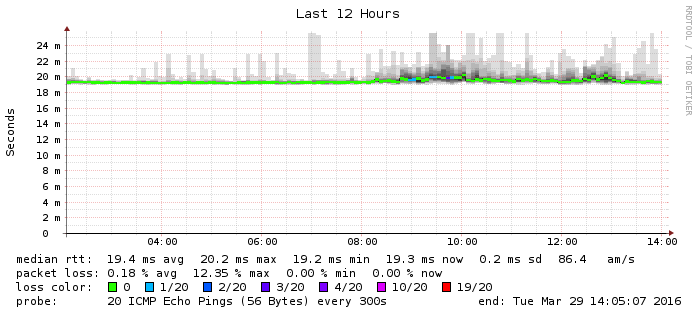 Last 12 Hours
RRDTOOL / TOBI OETIKER
Seconds
24 m
22 m
20 m
18 m
16 m
14 m
12 m
10 m
8 m
6 m
4 m
2 m
0
04:00 06:00 08:00 10:00 12:00 14:00
median rtt: 19.4 ms avg 20.2 ms max 19.2 ms min 19.3 ms now 0.2 ms sd 86.4 am/s
packet loss: 0.18 % avg 12.35 % max 0.00 % min 0.00 % now
loss color: 0 1/20 2/20 3/20 4/20 10/20 19/20
probe: 20 ICMP Echo Pings (56 Bytes) every 300s end: Tue Mar 29 14:05:07 2016